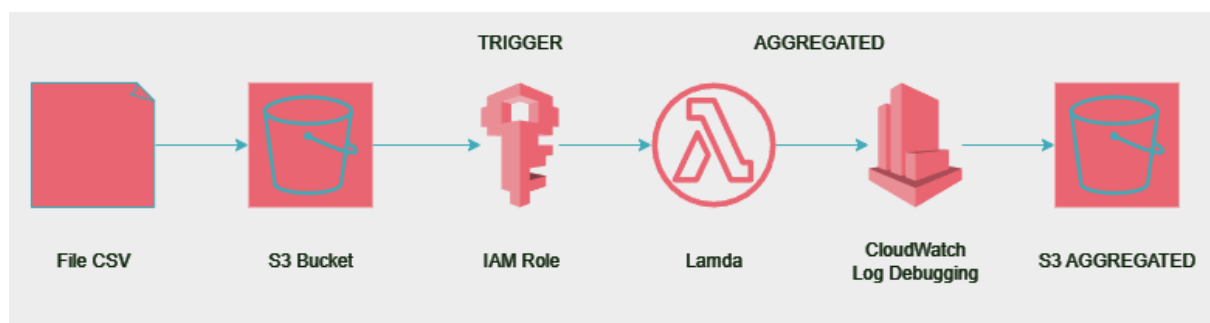 TRIGGER
AGGREGATED
File CSV
S3 Bucket
IAM Role
Lamda
CloudWatch
Log Debugging
S3 AGGREGATED